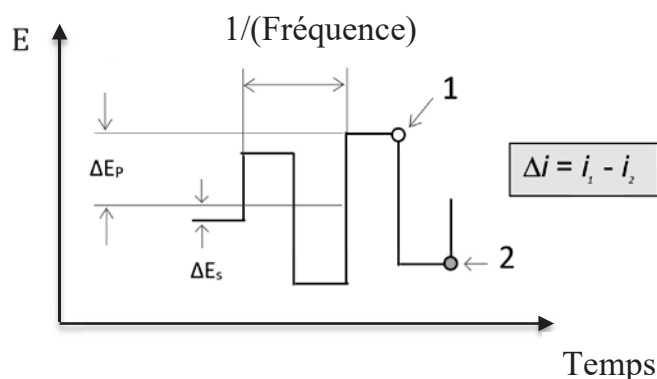 1/(Fréquence)
E
1
ΔEP
Δi = i1 - i2
ΔEs
2
Temps